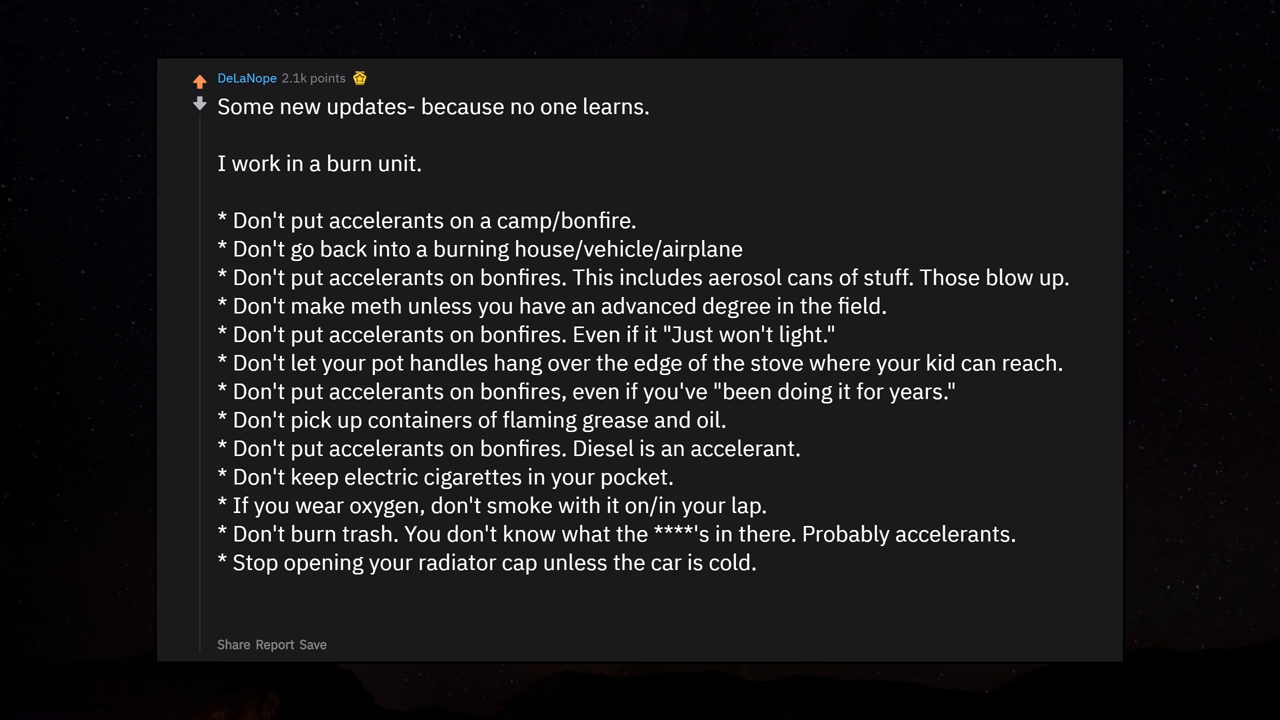 DeLaNope 2.1k points
Some new updates- because no one learns.
I work in a burn unit.
* Don't put accelerants on a camp/bonfire.
* Don't go back into a burning house/vehicle/airplane
* Don't put accelerants on bonfires. This includes aerosol cans of stuff. Those blow up.
* Don't make meth unless you have an advanced degree in the field.
* Don't put accelerants on bonfires. Even if it "Just won't light."
* Don't let your pot handles hang over the edge of the stove where your kid can reach.
* Don't put accelerants on bonfires, even if you've "been doing it for years."
* Don't pick up containers of flaming grease and oil.
* Don't put accelerants on bonfires. Diesel is an accelerant.
* Don't keep electric cigarettes in your pocket.
* If you wear oxygen, don't smoke with it on/in your lap.
* Don't burn trash. You don't know what the ****'s in there. Probably accelerants.
* Stop opening your radiator cap unless the car is cold.
Share Report Save